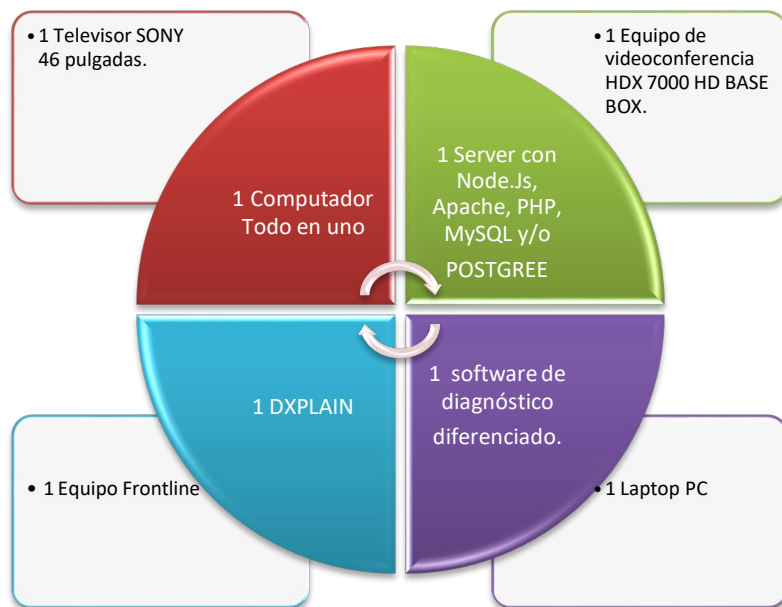 • 1 Televisor SONY
46 pulgadas.
• 1 Equipo de
videoconferencia
HDX 7000 HD BASE
BOX.
1 Computador
Todo en uno
1 Server con
Node.Js,
Apache, PHP,
MySQL y/o
POSTGREE
1 DXPLAIN
1 software de
diagnóstico
diferenciado.
• 1 Equipo Frontline
• 1 Laptop PC